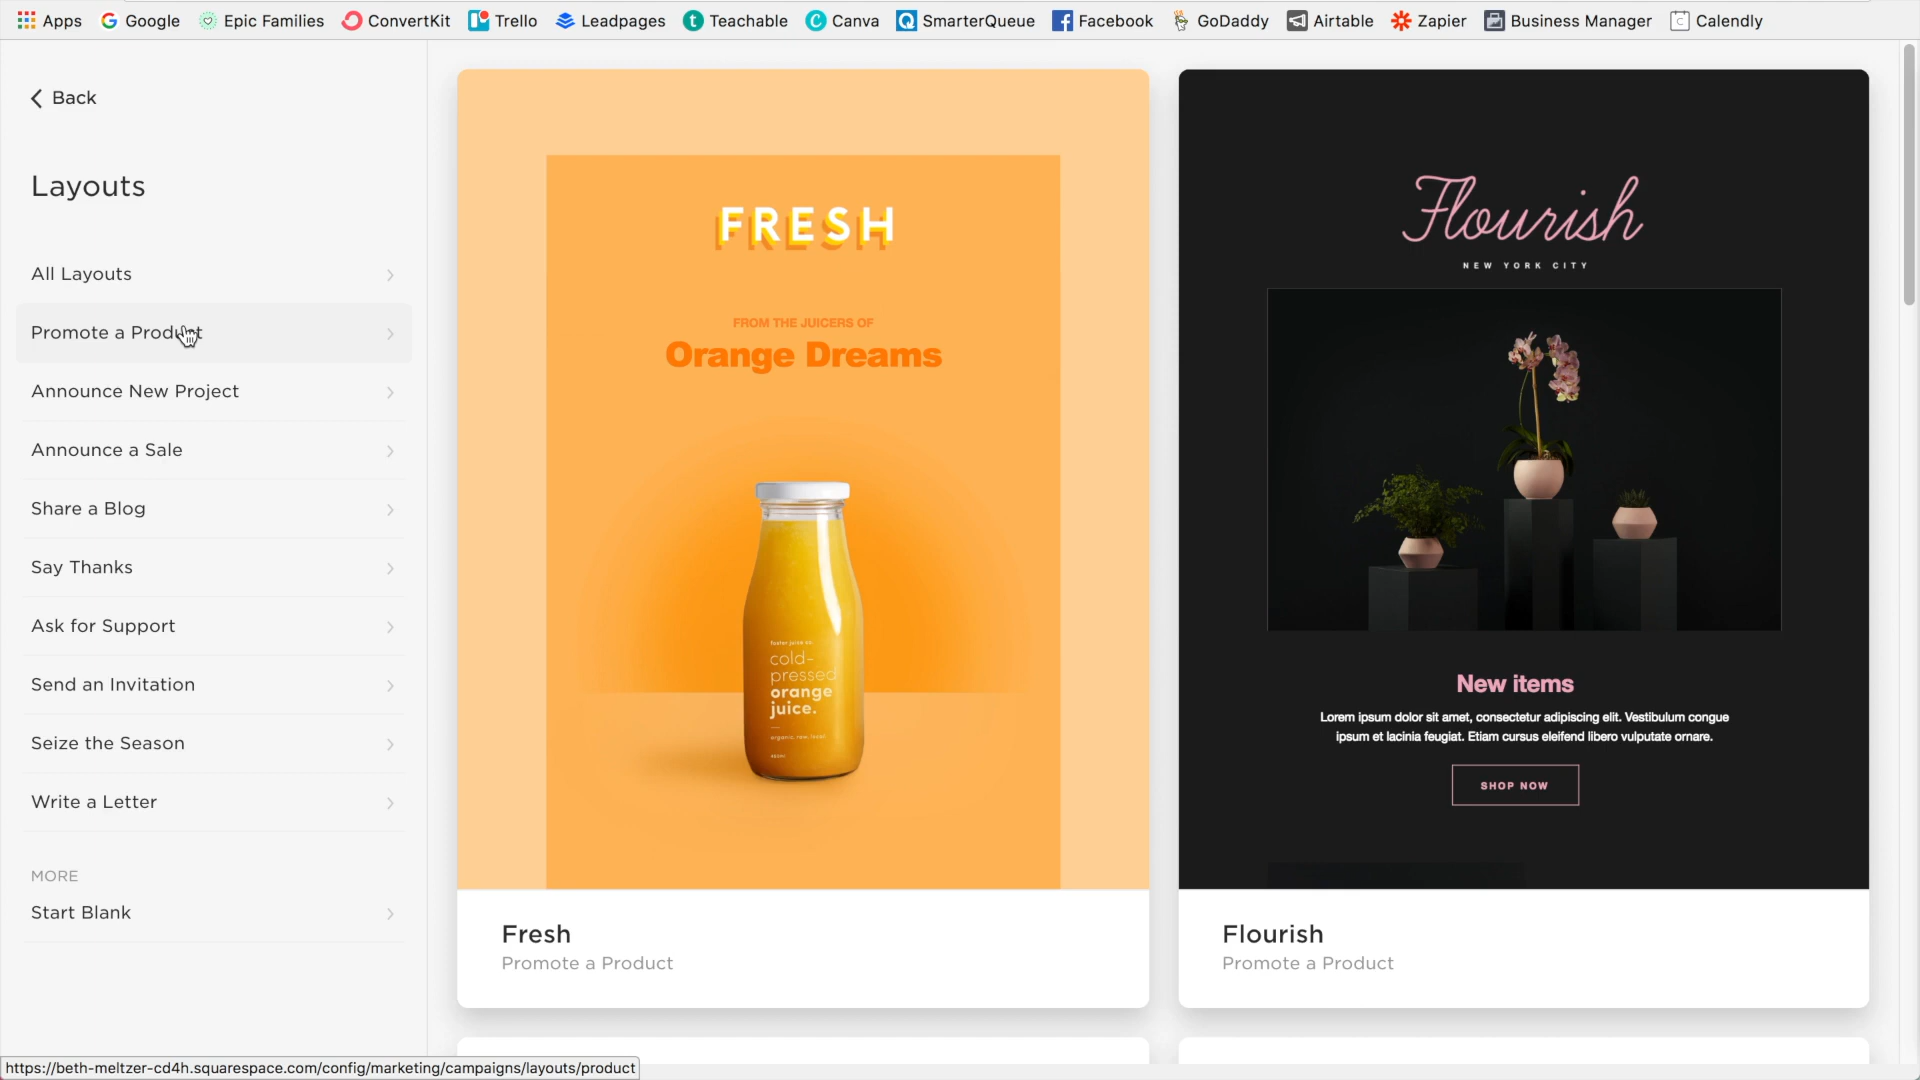 Apps Google Epic Families ConvertKit Trello Leadpages Teachable Canva SmarterQueue Facebook GoDaddy Airtable Zapier Business Manager Calendly
Back
Layouts
All Layouts
Promote a Product
Announce New Project
Announce a Sale
Share a Blog
Say Thanks
Ask for Support
Send an Invitation
Seize the Season
Write a Letter
MORE
Start Blank
FRESH
FROM THE JUICERS OF
Orange Dreams
cold-
pressed
orange
juice.
organic, raw, local
Fresh
Promote a Product
Flourish
NEW YORK CITY
New items
Lorem ipsum dolor sit amet, consectetur adipiscing elit. Vestibulum congue
ipsum et lacinia feugiat. Etiam cursus eleifend libero vulputate ornare.
SHOP NOW
Flourish
Promote a Product
https://beth-meltzer-cd4h.squarespace.com/config/marketing/campaigns/layouts/product